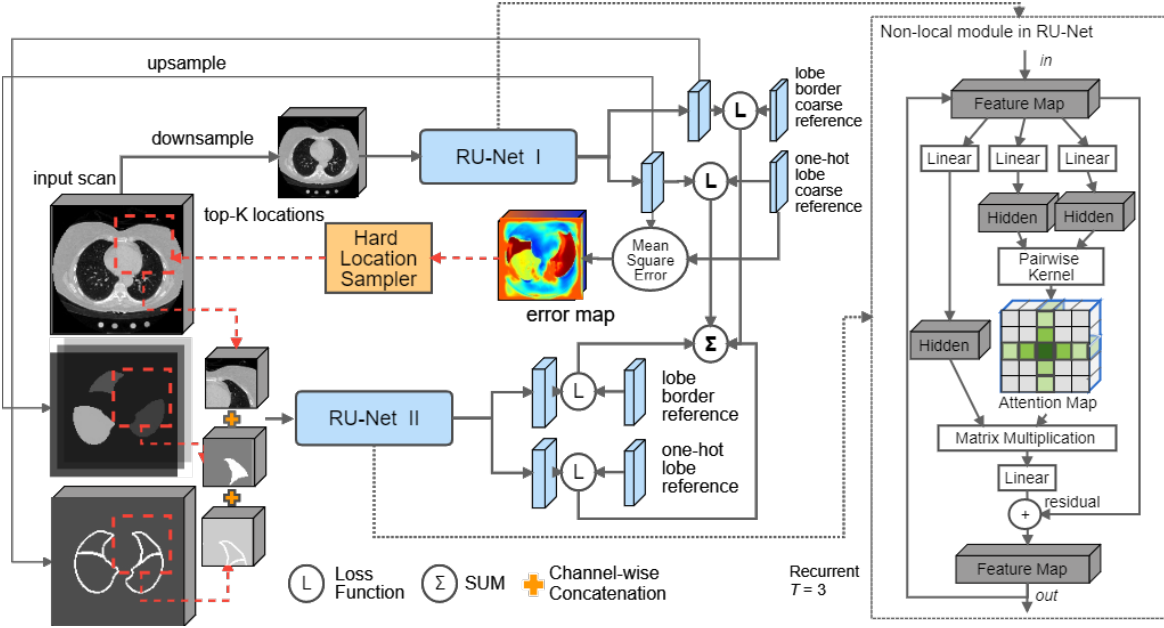 upsample
downsample
input scan
top-K locations
RU-Net I
L
lobe
border
coarse
reference
L
one-hot
lobe
coarse
reference
Hard
Location
Sampler
error map
Mean
Square
Error
Σ
RU-Net II
L
lobe
border
reference
L
one-hot
lobe
reference
L
Loss
Function
Σ
SUM
Channel-wise
Concatenation
Recurrent
T = 3
Non-local module in RU-Net
in
Feature Map
Linear
Linear
Linear
Hidden
Hidden
Pairwise
Kernel
Hidden
Attention Map
Matrix Multiplication
Linear
residual
+
Feature Map
out